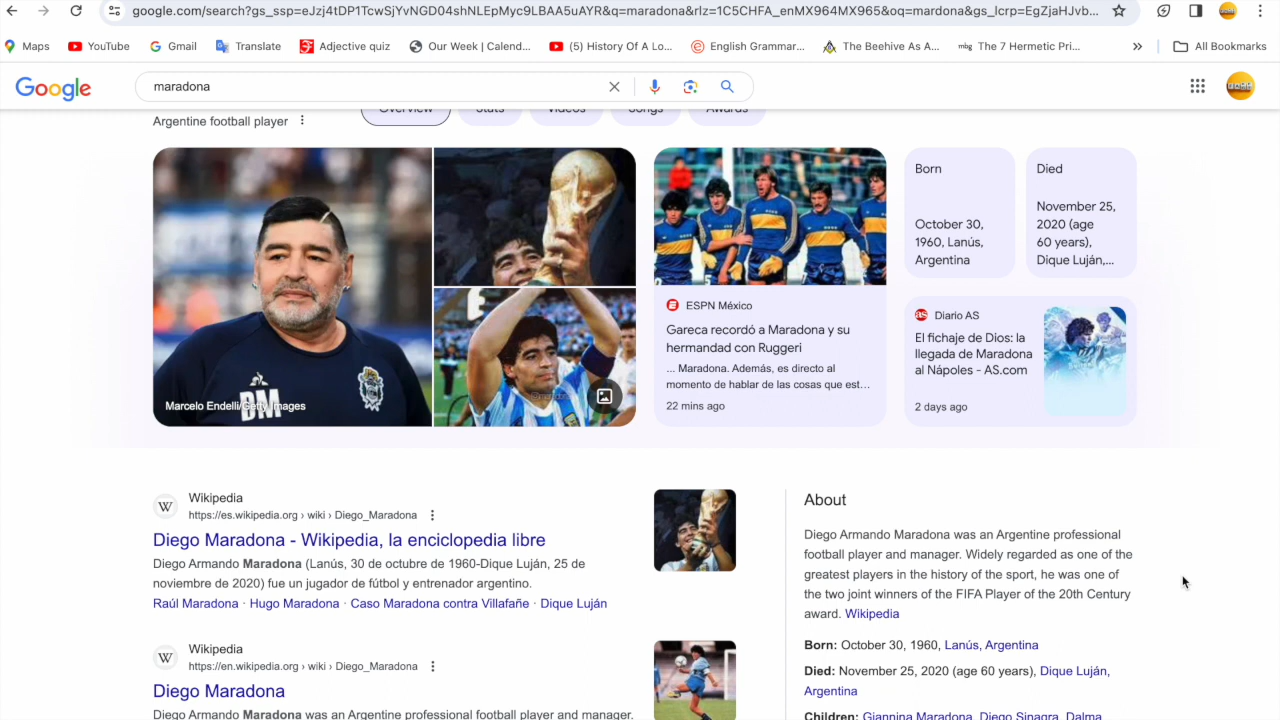 google.com/search?gs_ssp=eJzj4tDP1TcwSjYvNGD04shNLEpMyc9LBAA5uAYR&q=maradona&rlz=1C5CHFA_enMX964MX965&oq=mardona&gs_lcrp=EgZjaHJvb...
Maps YouTube Gmail Translate Adjective quiz Our Week | Calend... (5) History Of A Lo... English Grammar... The Beehive As A... mbg The 7 Hermetic Pri... » All Bookmarks
Google maradona
Overview Stats Videos Songs Awards
Argentine football player
Marcelo Endelli/Getty Images
BM
ESPN México
Gareca recordó a Maradona y su
hermandad con Ruggeri
... Maradona. Además, es directo al
momento de hablar de las cosas que est...
22 mins ago
Born
October 30,
1960, Lanús,
Argentina
Died
November 25,
2020 (age
60 years),
Dique Luján,...
as Diario AS
El fichaje de Dios: la
llegada de Maradona
al Nápoles - AS.com
2 days ago
W Wikipedia
https://es.wikipedia.org › wiki › Diego_Maradona
Diego Maradona - Wikipedia, la enciclopedia libre
Diego Armando Maradona (Lanús, 30 de octubre de 1960-Dique Luján, 25 de
noviembre de 2020) fue un jugador de fútbol y entrenador argentino.
Raúl Maradona · Hugo Maradona · Caso Maradona contra Villafañe · Dique Luján
W Wikipedia
https://en.wikipedia.org › wiki › Diego_Maradona
Diego Maradona
Diego Armando Maradona was an Argentine professional football player and manager.
About
Diego Armando Maradona was an Argentine professional
football player and manager. Widely regarded as one of the
greatest players in the history of the sport, he was one of
the two joint winners of the FIFA Player of the 20th Century
award. Wikipedia
Born: October 30, 1960, Lanús, Argentina
Died: November 25, 2020 (age 60 years), Dique Luján,
Argentina
Children: Giannina Maradona, Diego Sinagra, Dalma